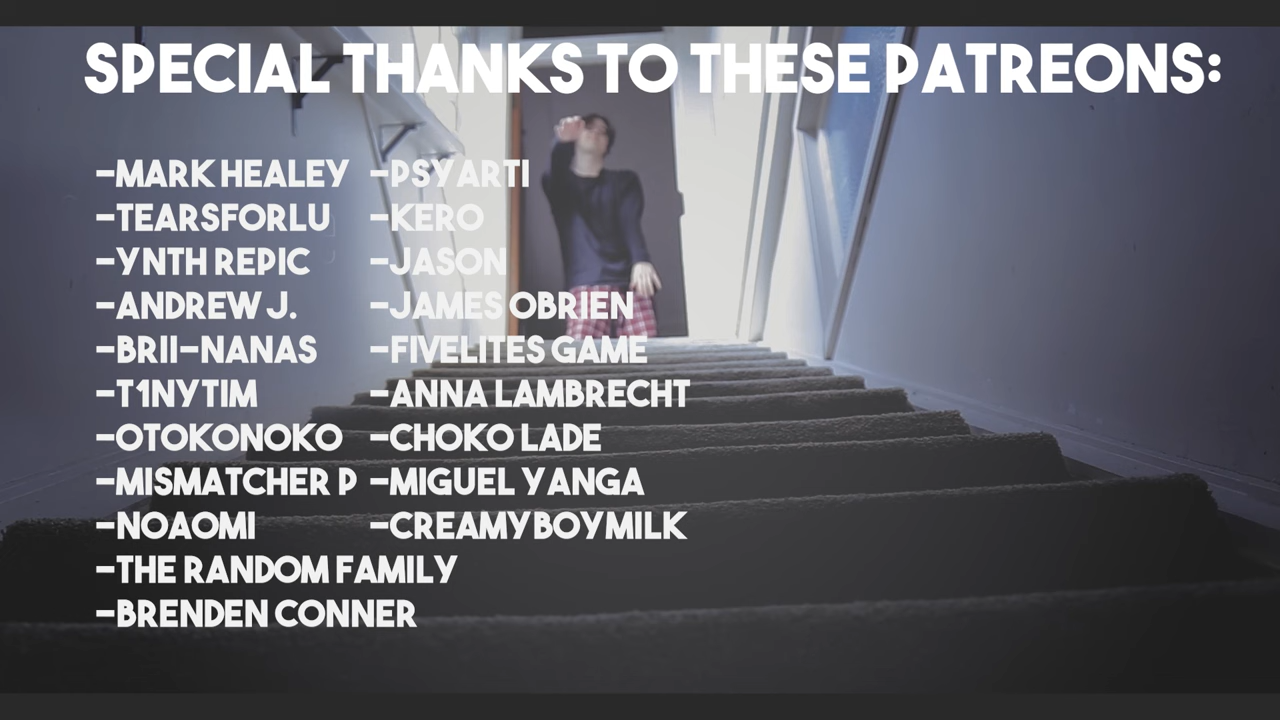 SPECIAL THANKS TO THESE PATREONS:
-MARK HEALEY
-TEARSFORLU
-YNTH REPIC
-ANDREW J.
-BRII-NANAS
-T1NYTIM
-OTOKONOKO
-MISMATCHER P
-NOAOMI
-THE RANDOM FAMILY
-BRENDEN CONNER
-PSYARTI
-KERO
-JASON
-JAMES OBRIEN
-FIVELITES GAME
-ANNA LAMBRECHT
-CHOKO LADE
-MIGUEL YANGA
-CREAMYBOYMILK